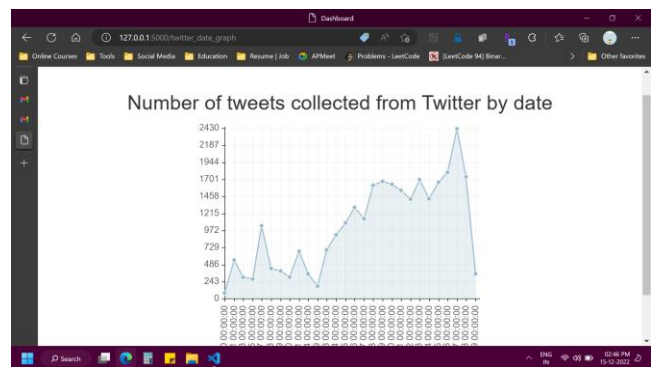 Dashboard
127.0.0.1:5000/twitter_date_graph
Online Courses Tools Social Media Education Resume | Job APMeet Problems - LeetCode [LeetCode 94] Binar... Other favorites
Number of tweets collected from Twitter by date
2430
2187
1944
1701
1458
1215
972
729
486
243
0
Search
ENG
IN
02:46 PM
15-12-2022